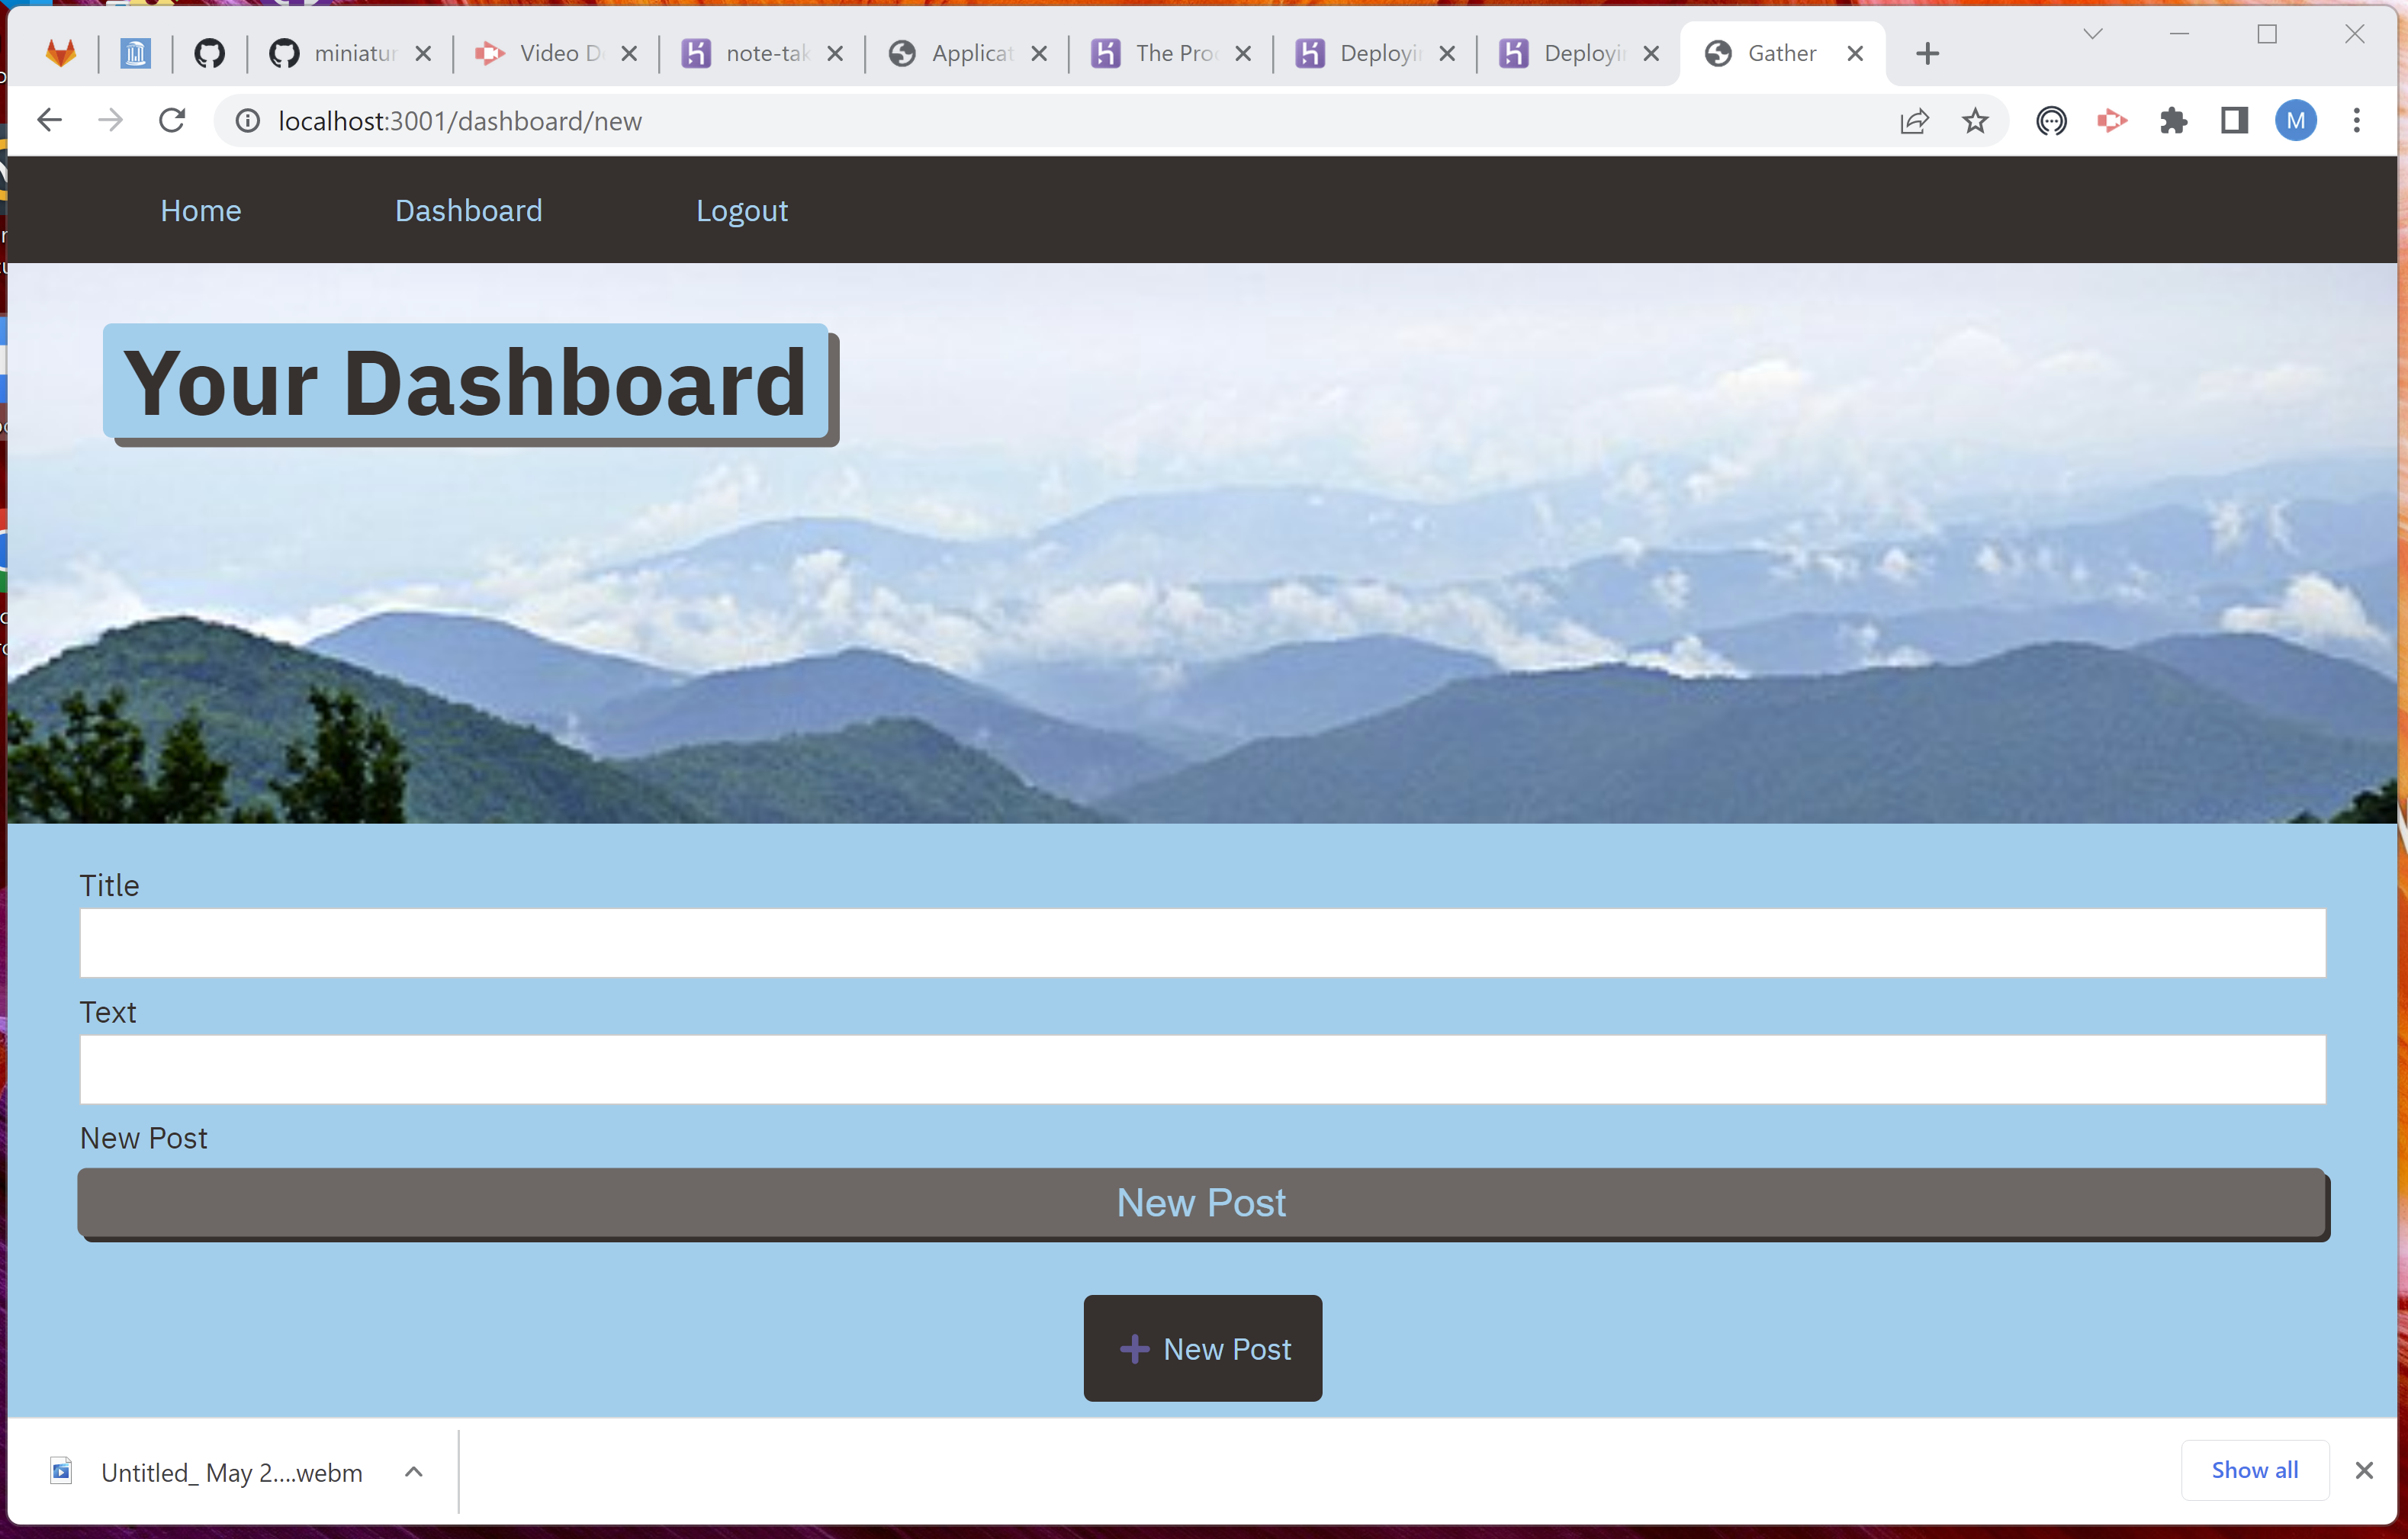 miniatur
Video D
note-tak
Applicat
The Pro
Deployi
Deployi
Gather
localhost:3001/dashboard/new
M
Home Dashboard Logout
Your Dashboard
Title
Text
New Post
New Post
New Post
Untitled_ May 2....webm
Show all